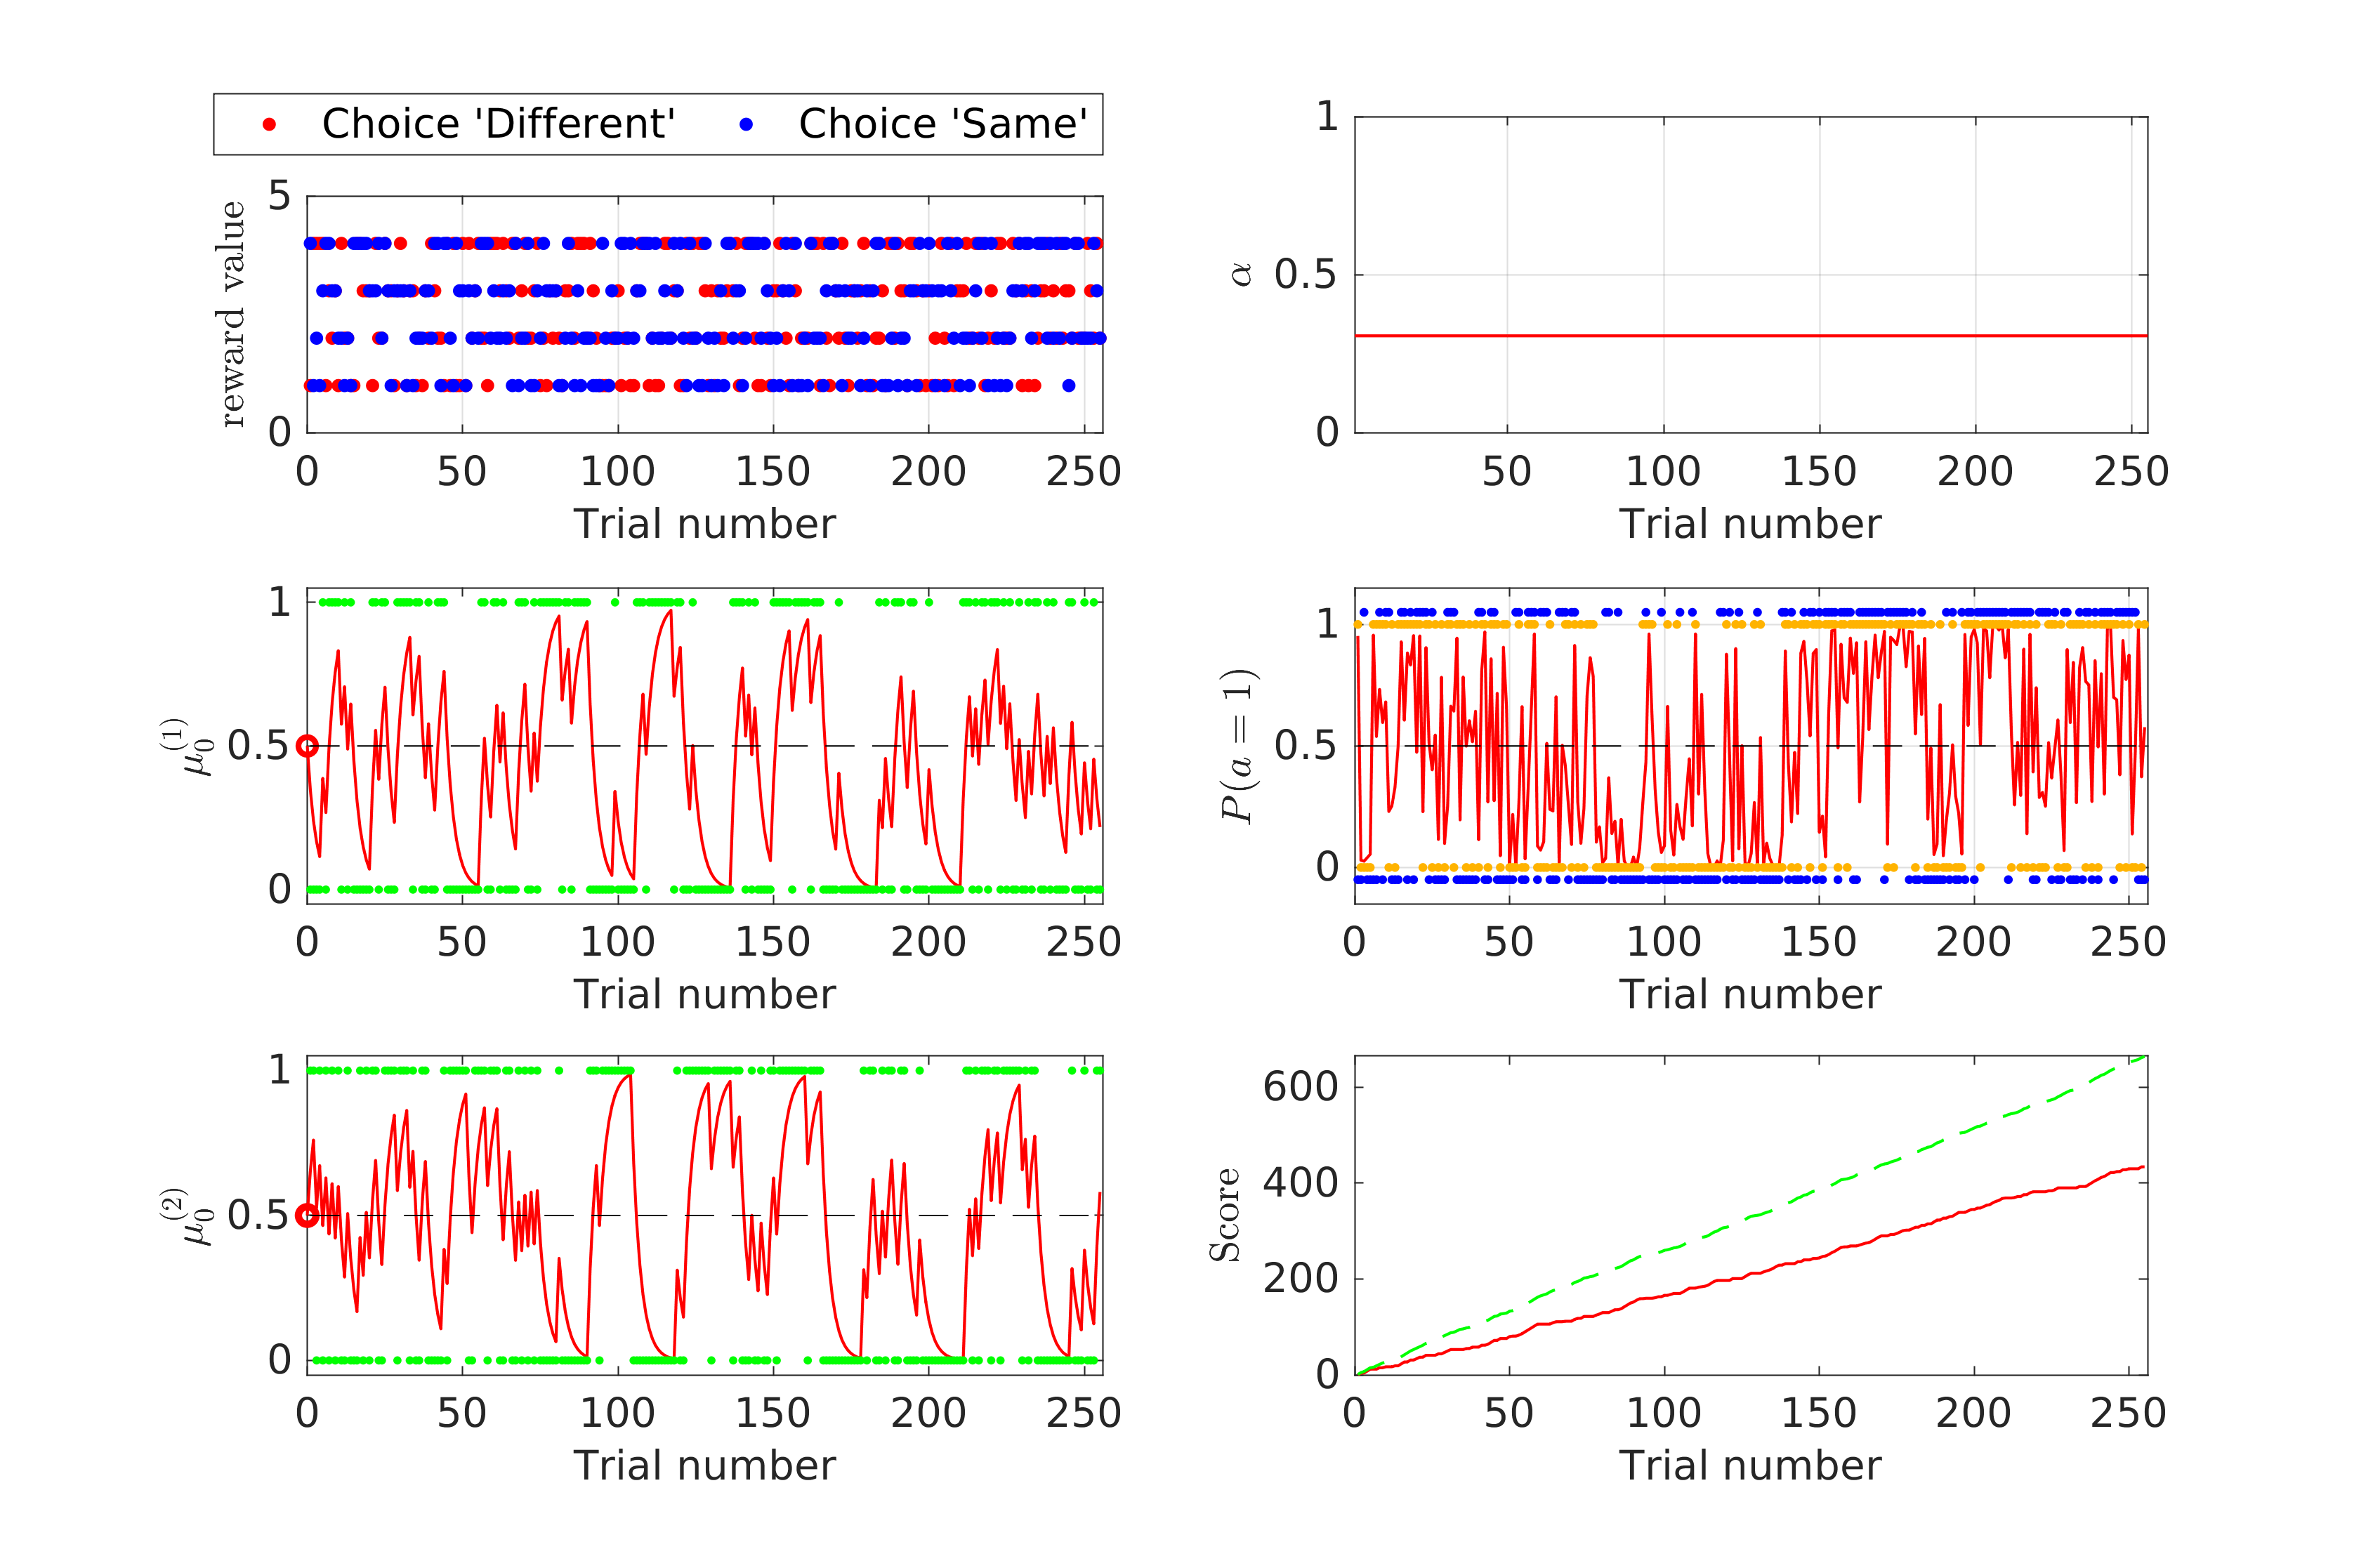 Choice 'Different' Choice 'Same'
5
0
reward value
0 50 100 150 200 250
Trial number
1
0.5
0
α
50 100 150 200 250
Trial number
1
0.5
0
μ₀⁽¹⁾
0 50 100 150 200 250
Trial number
1
0.5
0
P(a = 1)
0 50 100 150 200 250
Trial number
1
0.5
0
μ₀⁽²⁾
0 50 100 150 200 250
Trial number
600
400
200
0
Score
0 50 100 150 200 250
Trial number